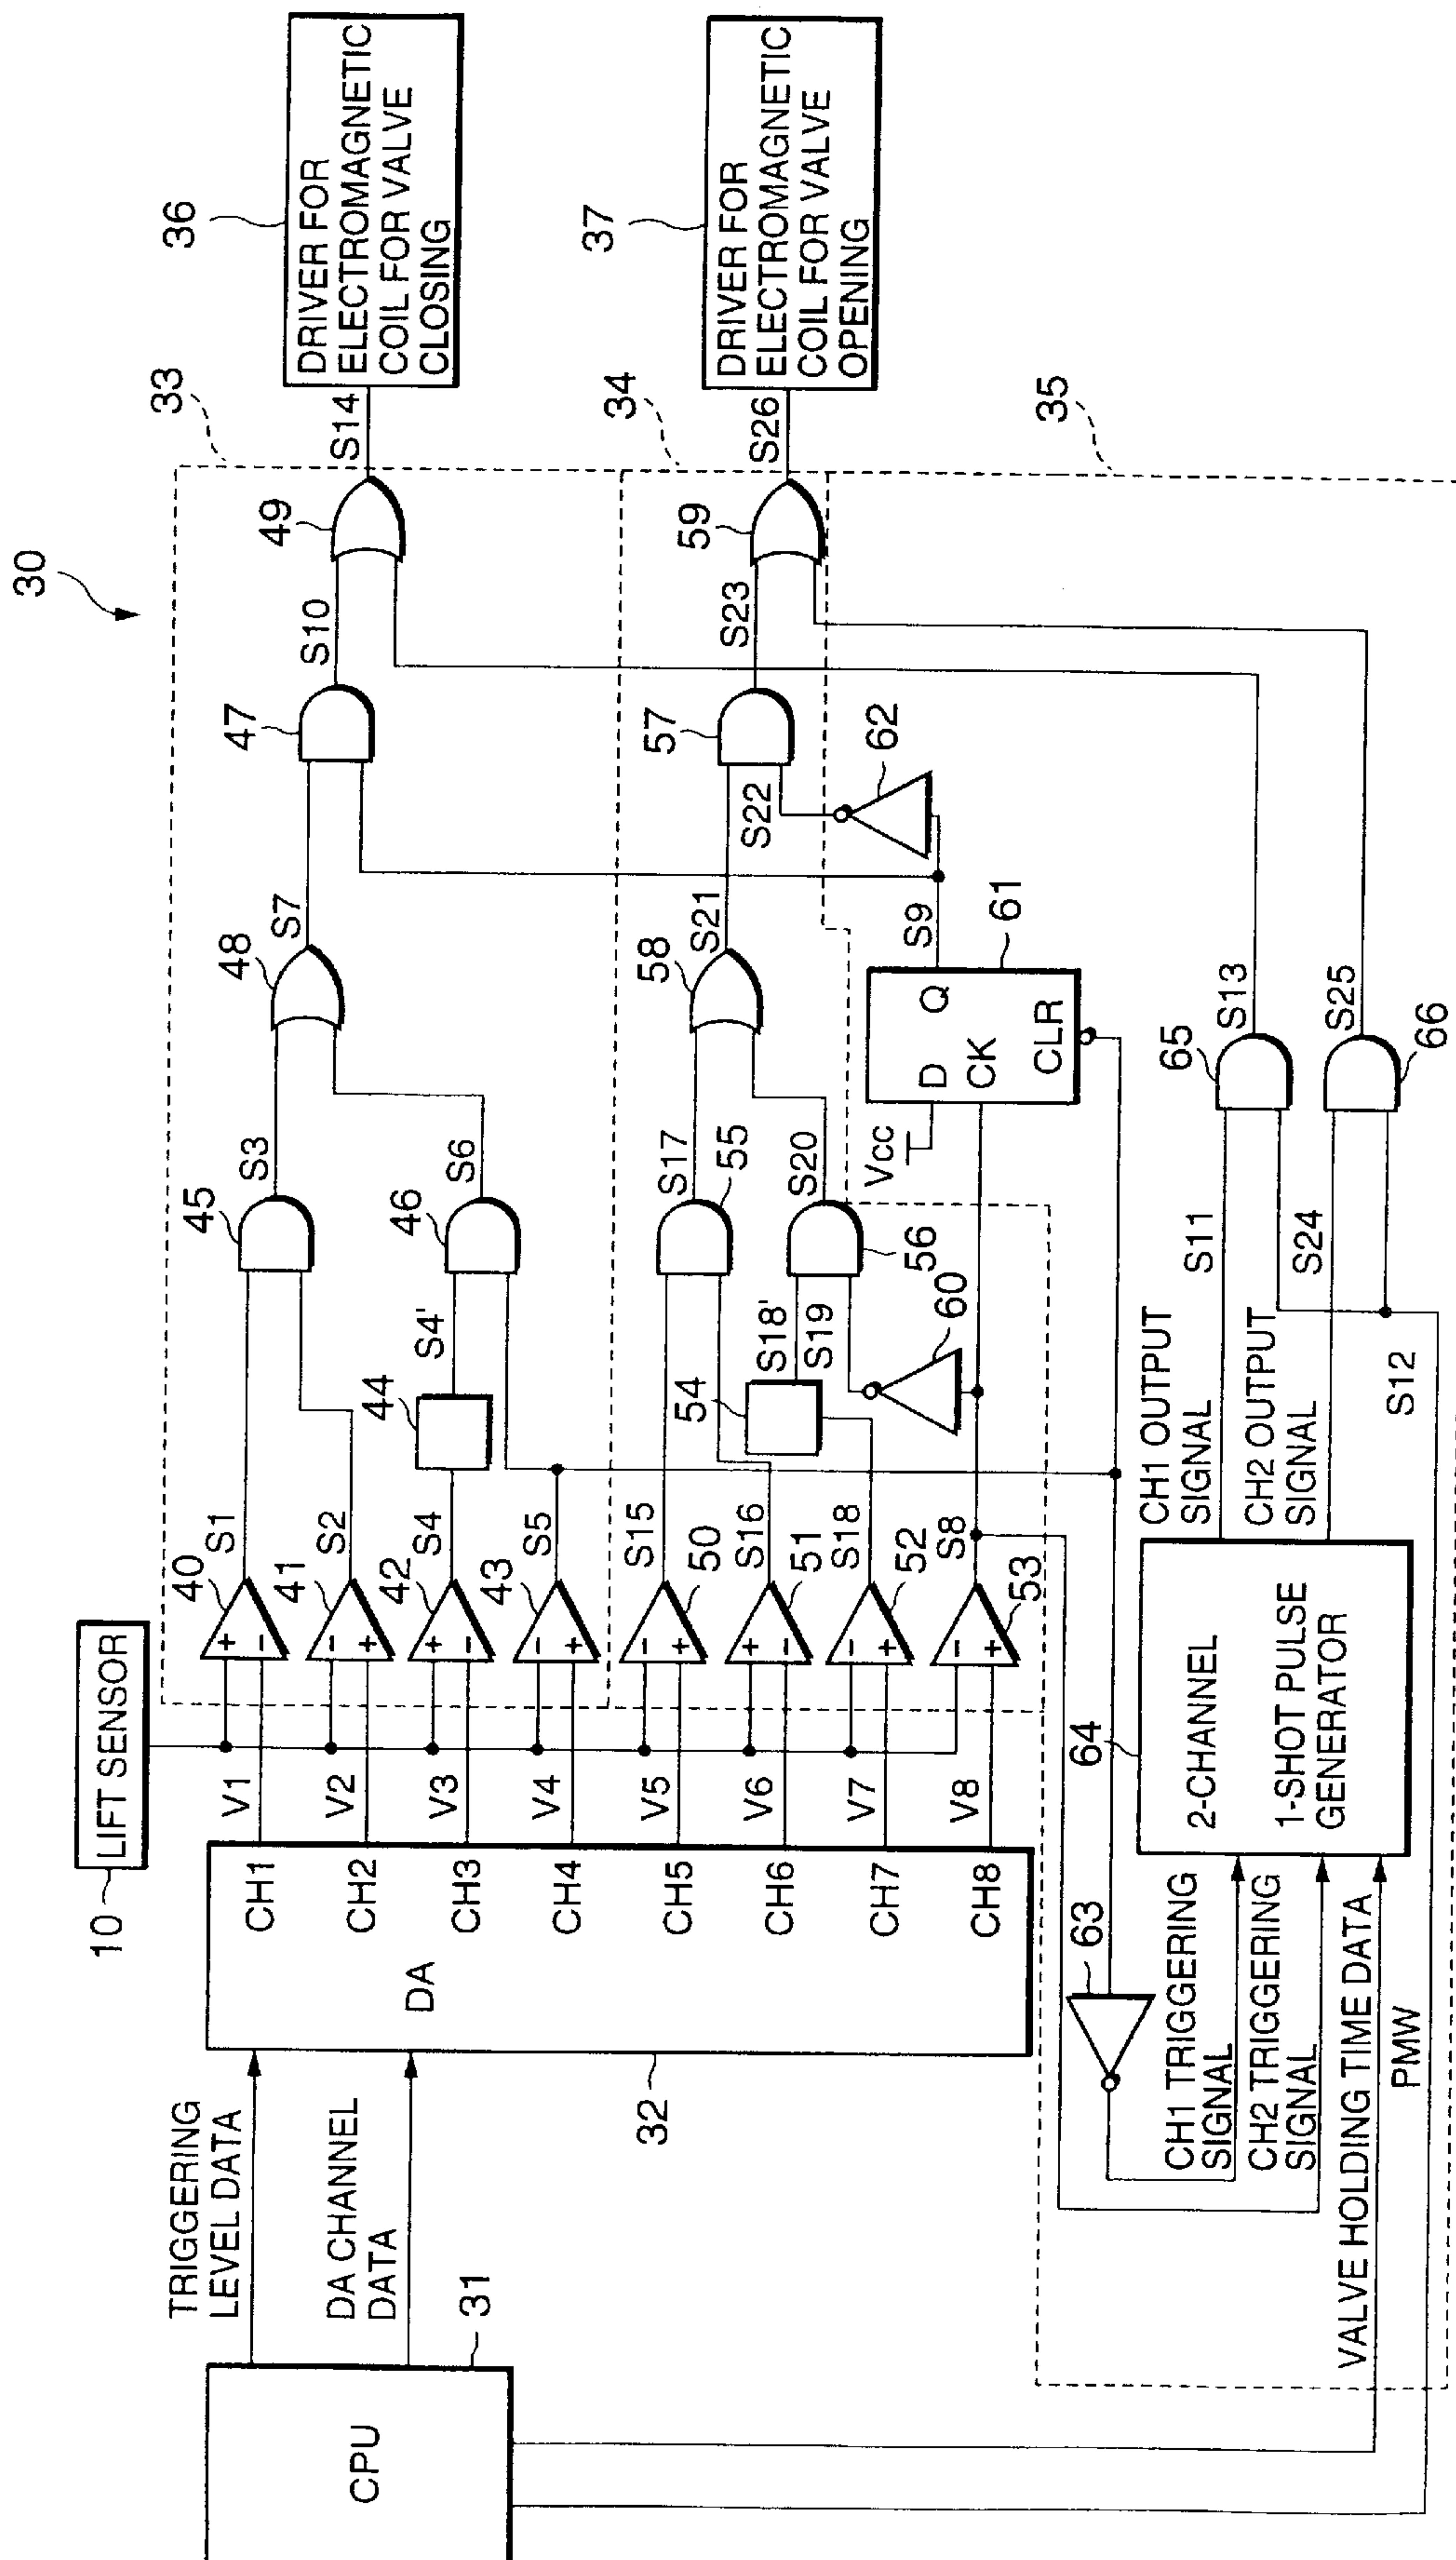 30
10
LIFT SENSOR
CPU
31
TRIGGERING
LEVEL DATA
DA CHANNEL
DATA
DA
32
CH1
CH2
CH3
CH4
CH5
CH6
CH7
CH8
V1
V2
V3
V4
V5
V6
V7
V8
40
+
−
S1
41
−
+
S2
42
+
−
S4
43
−
+
S5
50
−
+
S15
51
+
−
S16
52
−
+
S18
53
−
+
S8
44
S4'
45
S3
46
S6
48
S7
47
S10
49
S14
33
36
DRIVER FOR
ELECTROMAGNETIC
COIL FOR VALVE
CLOSING
54
S18'
S19
60
55
S17
56
S20
58
S21
57
S22
S23
62
59
S26
34
37
DRIVER FOR
ELECTROMAGNETIC
COIL FOR VALVE
OPENING
35
Vcc
D
Q
CK
CLR
61
S9
63
CH1 TRIGGERING
SIGNAL
CH2 TRIGGERING
SIGNAL
VALVE HOLDING TIME DATA
PMW
64
2-CHANNEL
1-SHOT PULSE
GENERATOR
CH1 OUTPUT
SIGNAL
CH2 OUTPUT
SIGNAL
S11
S24
S12
65
S13
66
S25